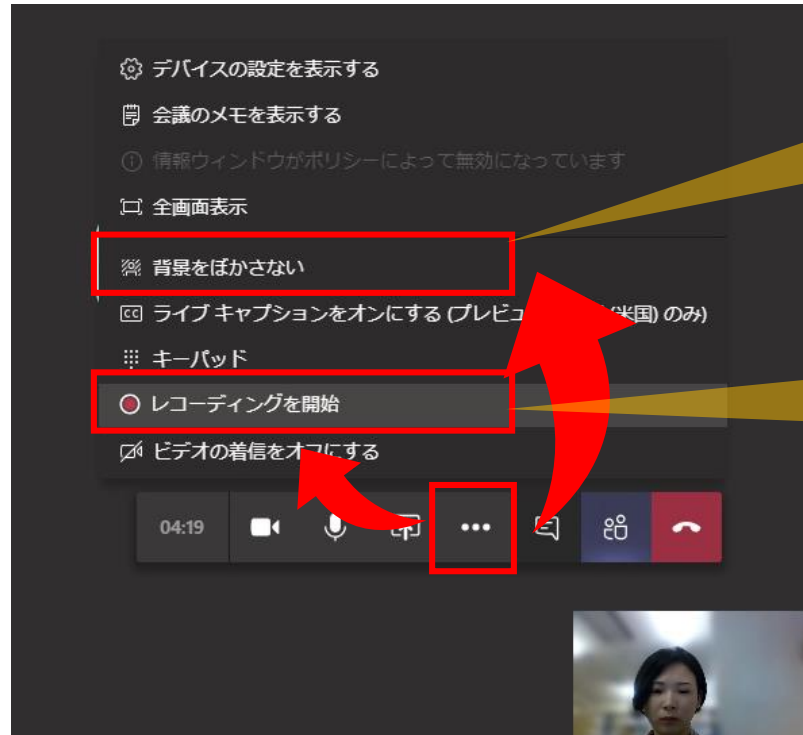 デバイスの設定を表示する
会議のメモを表示する
情報ウィンドウがポリシーによって無効になっています
全画面表示
背景をぼかさない
CC ライブ キャプションをオンにする (プレビュ 米国) のみ)
キーパッド
レコーディングを開始
ビデオの着信をオフにする
04:19